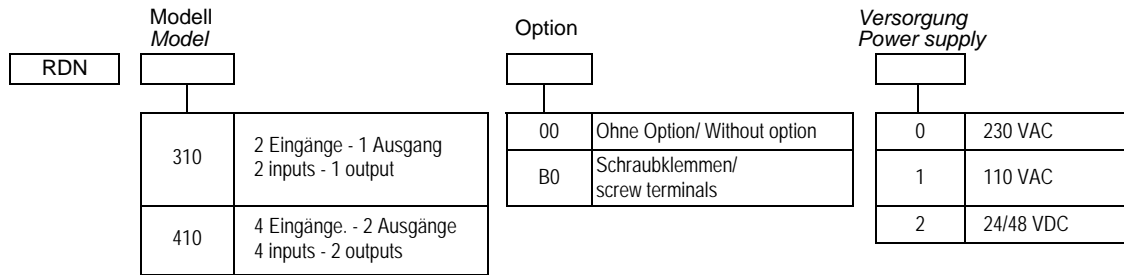 Modell
Model
Option
Versorgung
Power supply
RDN
310
2 Eingänge - 1 Ausgang
2 inputs - 1 output
410
4 Eingänge. - 2 Ausgänge
4 inputs - 2 outputs
00
Ohne Option/ Without option
B0
Schraubklemmen/
screw terminals
0
230 VAC
1
110 VAC
2
24/48 VDC